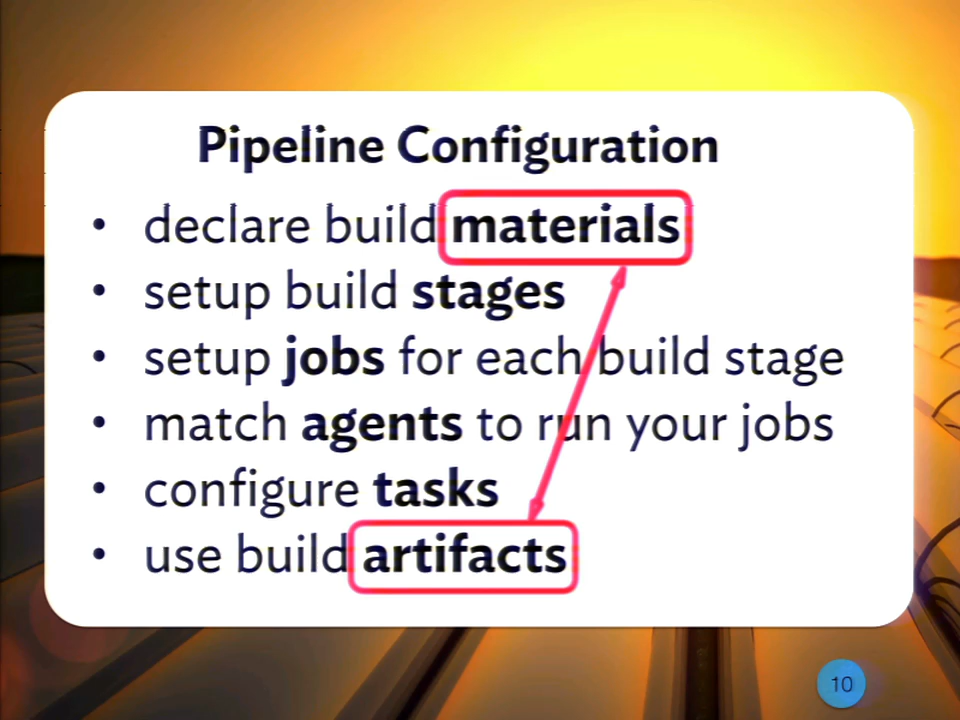 Pipeline Configuration
• declare build materials
• setup build stages
• setup jobs for each build stage
• match agents to run your jobs
• configure tasks
• use build artifacts
10